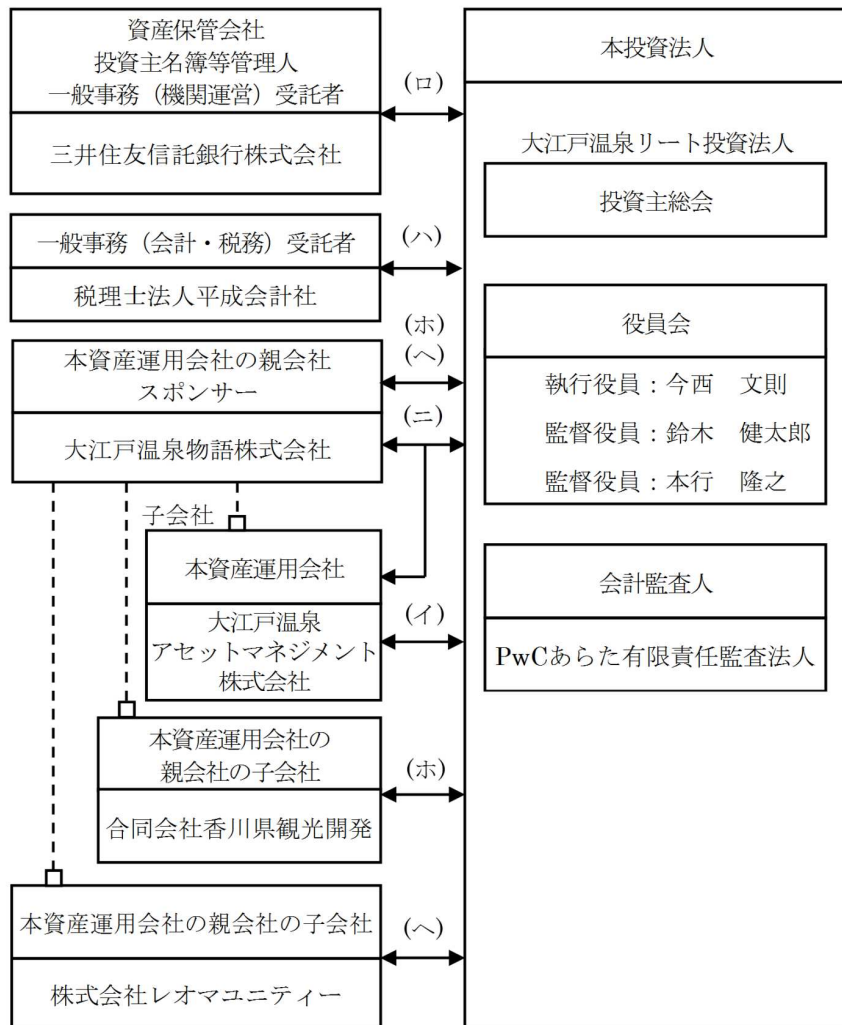 資産保管会社
投資主名簿等管理人
一般事務（機関運営）受託者
三井住友信託銀行株式会社
(ロ)
本投資法人
大江戸温泉リート投資法人
投資主総会
一般事務（会計・税務）受託者
税理士法人平成会計社
(ハ)
役員会
執行役員：今西　文則
監督役員：鈴木　健太郎
監督役員：本行　隆之
(ホ)
(ヘ)
本資産運用会社の親会社
スポンサー
(ニ)
大江戸温泉物語株式会社
子会社
本資産運用会社
大江戸温泉
アセットマネジメント
株式会社
(イ)
会計監査人
PwCあらた有限責任監査法人
本資産運用会社の
親会社の子会社
合同会社香川県観光開発
(ホ)
本資産運用会社の親会社の子会社
株式会社レオマユニティー
(ヘ)